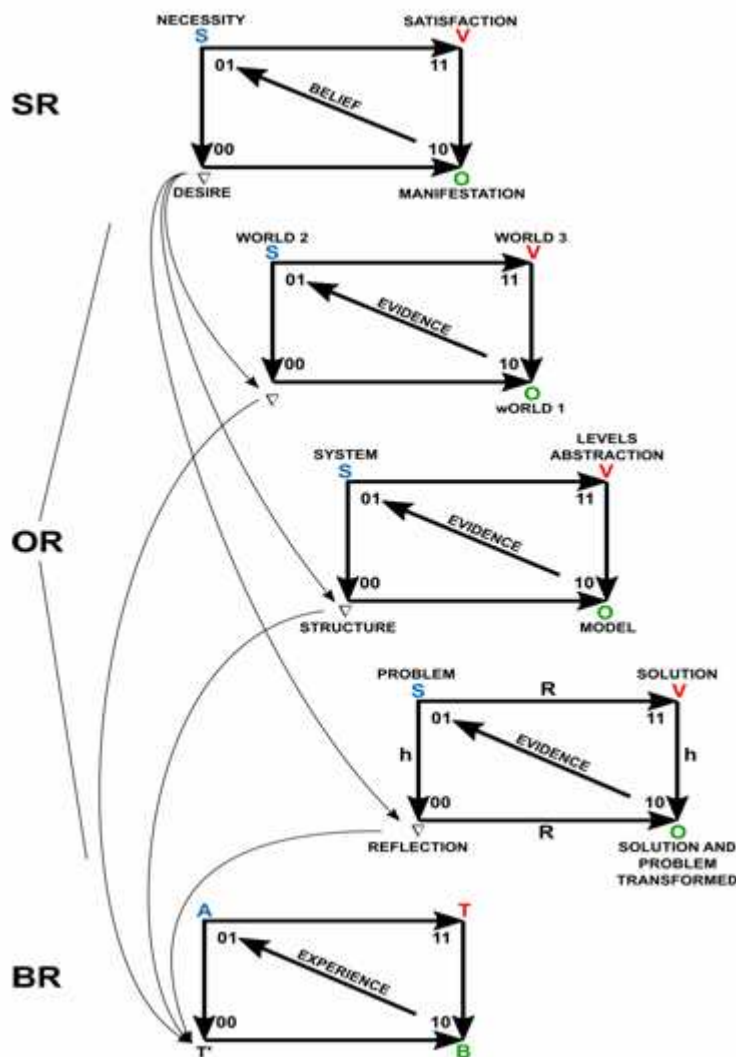 NECESSITY SATISFACTION
S V
01 11
SR
BELIEF
00 10
▽ O
DESIRE MANIFESTATION
WORLD 2 WORLD 3
S V
01 11
EVIDENCE
00 10
▽ O
wORLD 1
LEVELS
SYSTEM ABSTRACTION
S V
01 11
OR
EVIDENCE
00 10
▽ O
STRUCTURE MODEL
PROBLEM SOLUTION
S R V
01 11
h EVIDENCE h
00 10
▽ R O
REFLECTION SOLUTION AND
PROBLEM
TRANSFORMED
A T
01 11
BR
EXPERIENCE
00 10
T' B